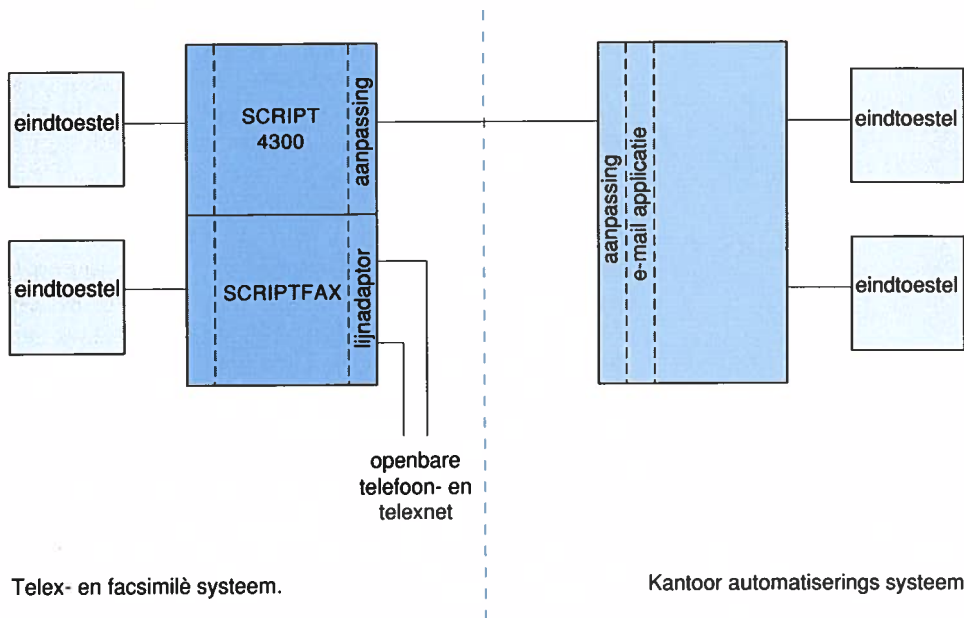 eindtoestel
SCRIPT
4300
aanpassing
eindtoestel
SCRIPTFAX
lijnadaptor
openbare
telefoon- en
telexnet
Telex- en facsimilè systeem.
aanpassing
e-mail applicatie
eindtoestel
eindtoestel
Kantoor automatiserings systeem